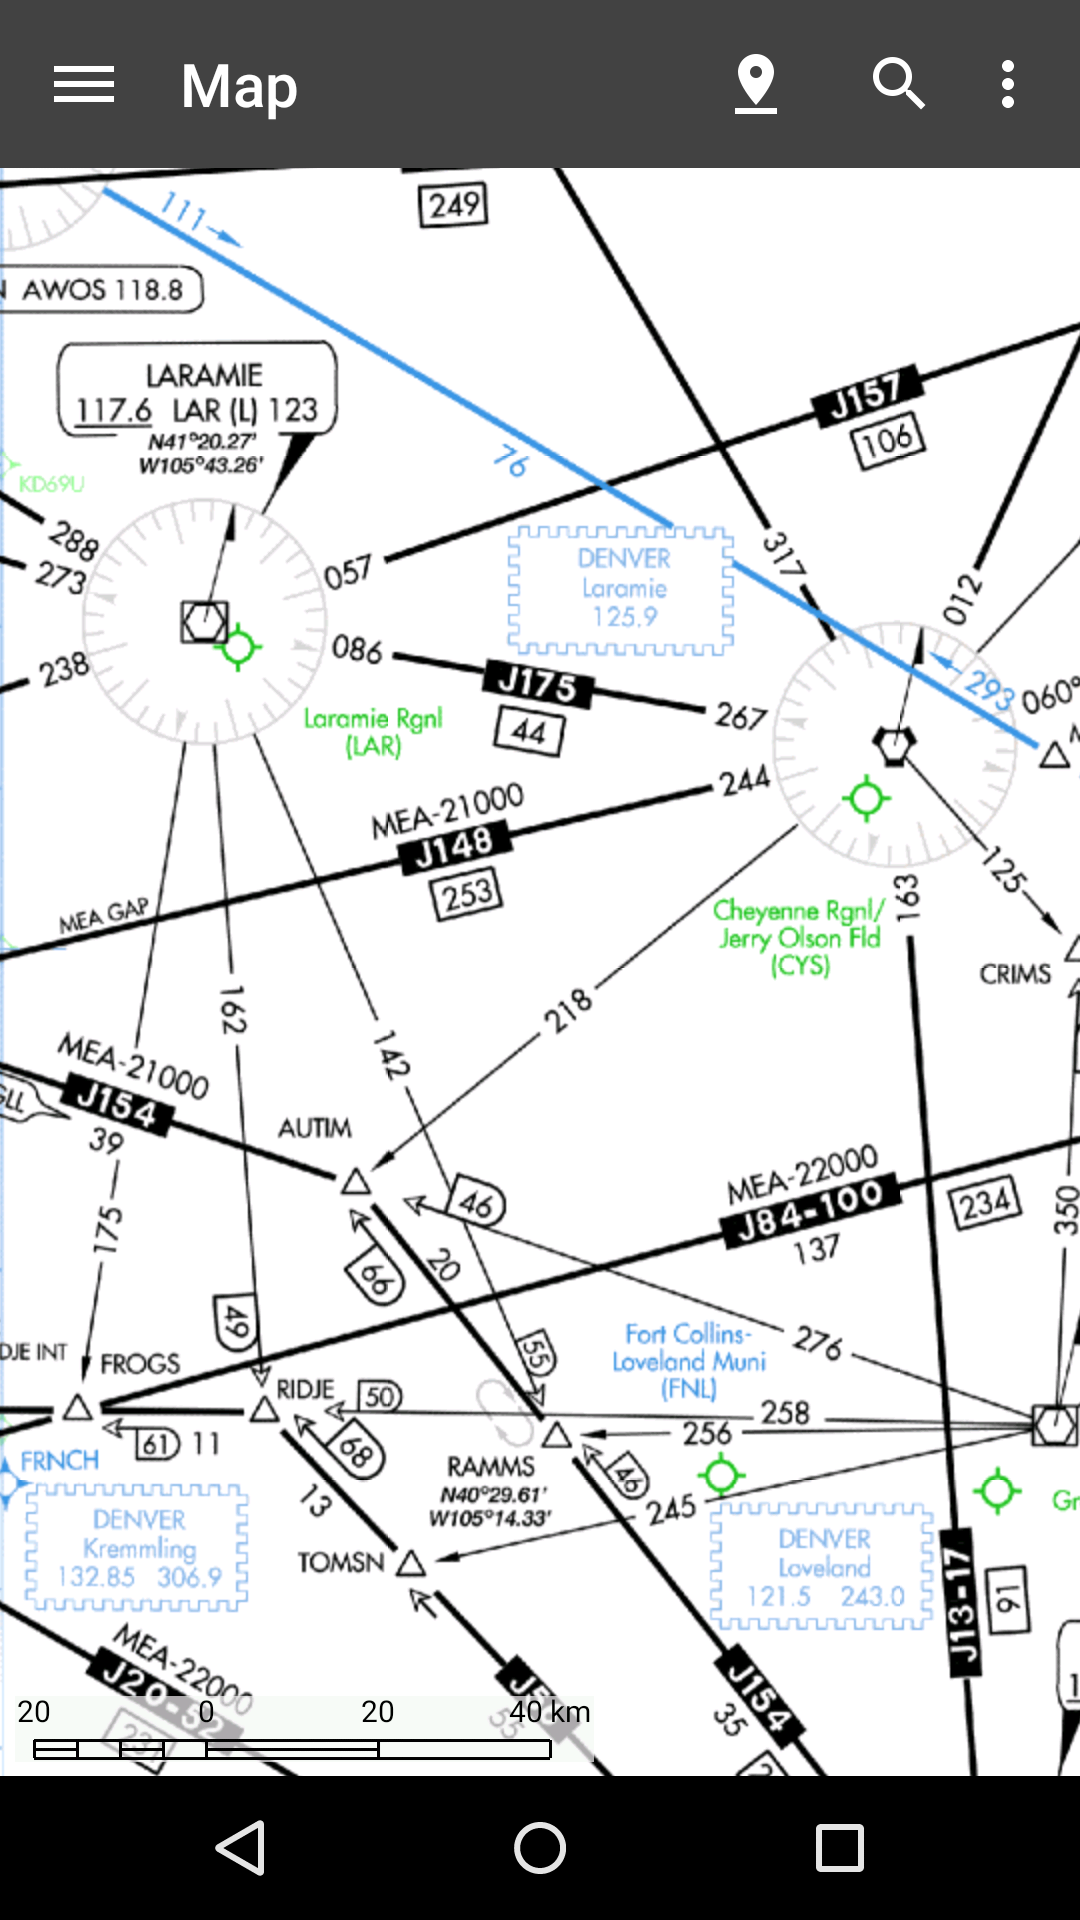 Map
249
111
AWOS 118.8
LARAMIE
117.6 LAR (L) 123
N41°20.27'
W105°43.26'
KD69U
J157
106
76
288
273
238
057
086
317
012
DENVER
Laramie
125.9
293
060°
J175
44
267
Laramie Rgnl
(LAR)
244
MEA-21000
J148
253
MEA GAP
125
163
Cheyenne Rgnl/
Jerry Olson Fld
(CYS)
CRIMS
162
218
142
MEA-21000
J154
39
AUTIM
MEA-22000
J84-100
137
234
350
175
46
66
20
49
55
276
Fort Collins-
Loveland Muni
(FNL)
DJE INT
FROGS
RIDJE
50
258
256
61
11
68
FRNCH
RAMMS
N40°29.61'
W105°14.33'
46
245
13
TOMSN
DENVER
Kremmling
132.85 306.9
DENVER
Loveland
121.5 243.0
J13-17
91
MEA-22000
J20-52
231
55
J154
35
20 0 20 40 km